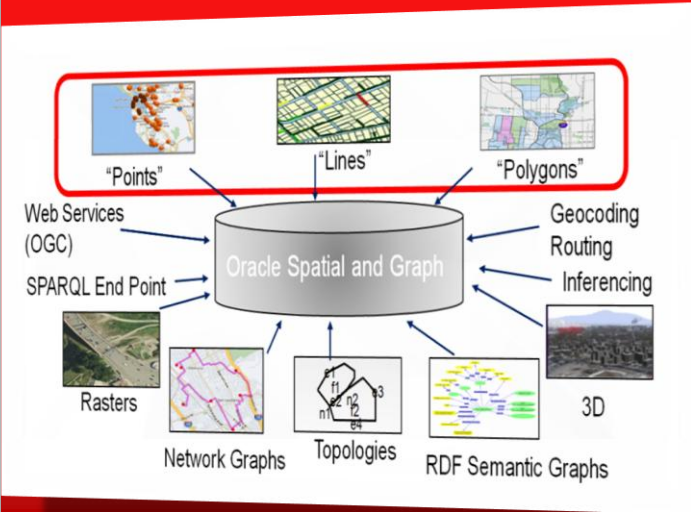 "Points"
"Lines"
"Polygons"
Web Services
(OGC)
Geocoding
Routing
Oracle Spatial and Graph
SPARQL End Point
Inferencing
Rasters
3D
e1
f1
e2
n2
e3
n1
f2
e4
Network Graphs
Topologies
RDF Semantic Graphs